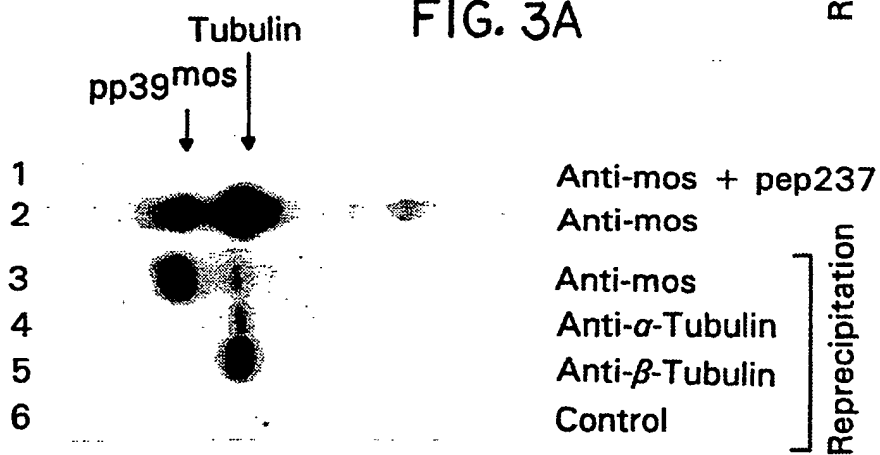 FIG. 3A
R
Tubulin
pp39mos
1 Anti-mos + pep237
2 Anti-mos
3 Anti-mos
4 Anti-α-Tubulin
5 Anti-β-Tubulin
6 Control
Reprecipitation